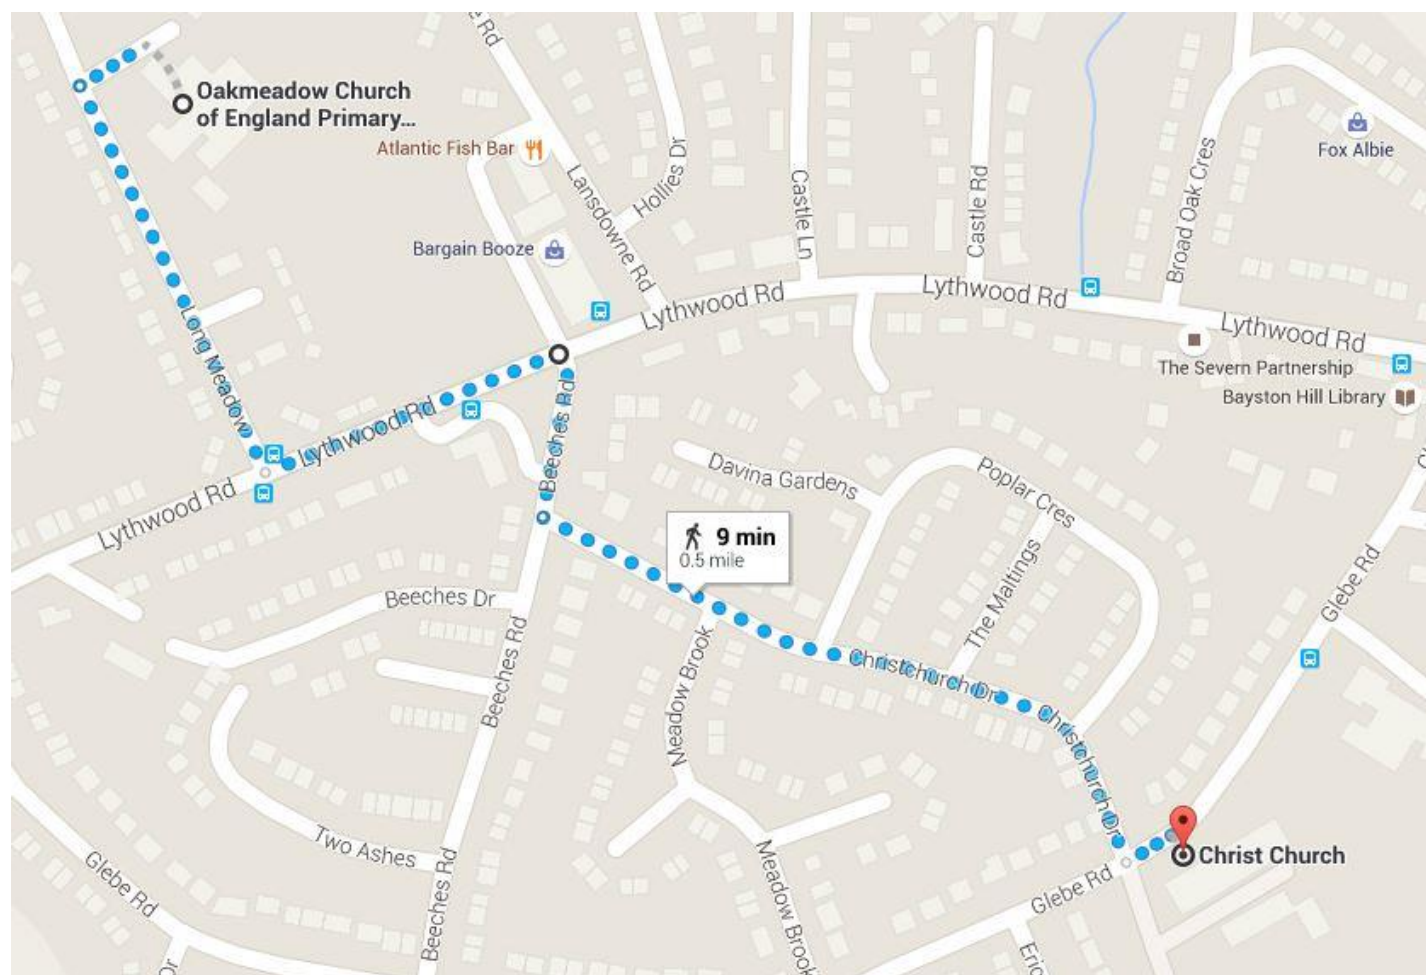 Oakmeadow Church
of England Primary...
Atlantic Fish Bar
Lansdowne Rd
Hollies Dr
Castle Ln
Castle Rd
Broad Oak Cres
Fox Albie
Bargain Booze
Lythwood Rd
Lythwood Rd
Lythwood Rd
The Severn Partnership
Bayston Hill Library
Long Meadow
Lythwood Rd
Lythwood Rd
Beeches Rd
Davina Gardens
Poplar Cres
9 min
0.5 mile
The Maltings
Glebe Rd
Beeches Dr
Beeches Rd
Meadow Brook
Christchurch Dr
Christchurch Dr
Two Ashes
Glebe Rd
Beeches Rd
Meadow Brook
Glebe Rd
Christ Church